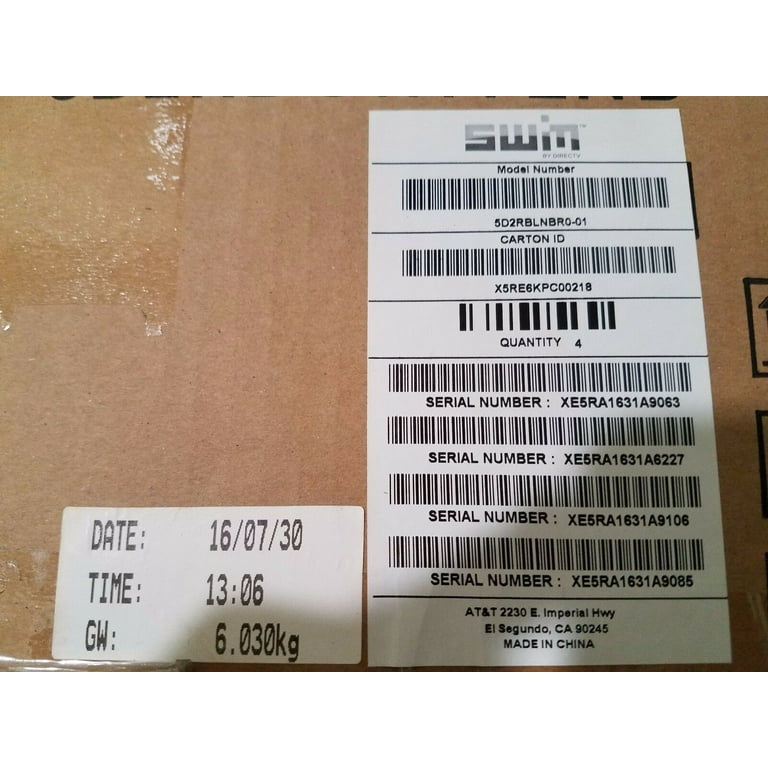 SWiM™
BY DIRECTV
Model Number
5D2RBLNBR0-01
CARTON ID
X5RE6KPC00218
QUANTITY 4
SERIAL NUMBER : XE5RA1631A9063
SERIAL NUMBER : XE5RA1631A6227
SERIAL NUMBER : XE5RA1631A9106
SERIAL NUMBER : XE5RA1631A9085
AT&T 2230 E. Imperial Hwy
El Segundo, CA 90245
MADE IN CHINA
DATE: 16/07/30
TIME: 13:06
GW: 6.030kg